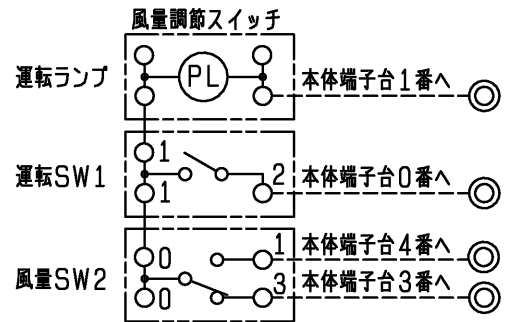 風量調節スイッチ
運転ランプ
PL
本体端子台1番へ
運転SW1
1
1
2
本体端子台0番へ
風量SW2
0
0
1
本体端子台4番へ
3
本体端子台3番へ